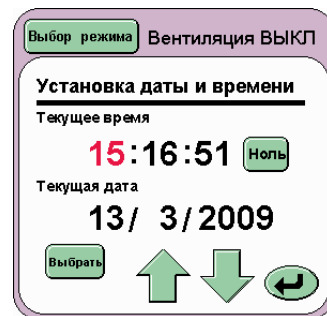 Выбор режима Вентиляция ВЫКЛ
Установка даты и времени
Текущее время
15:16:51 Ноль
Текущая дата
13/ 3/2009
Выбрать